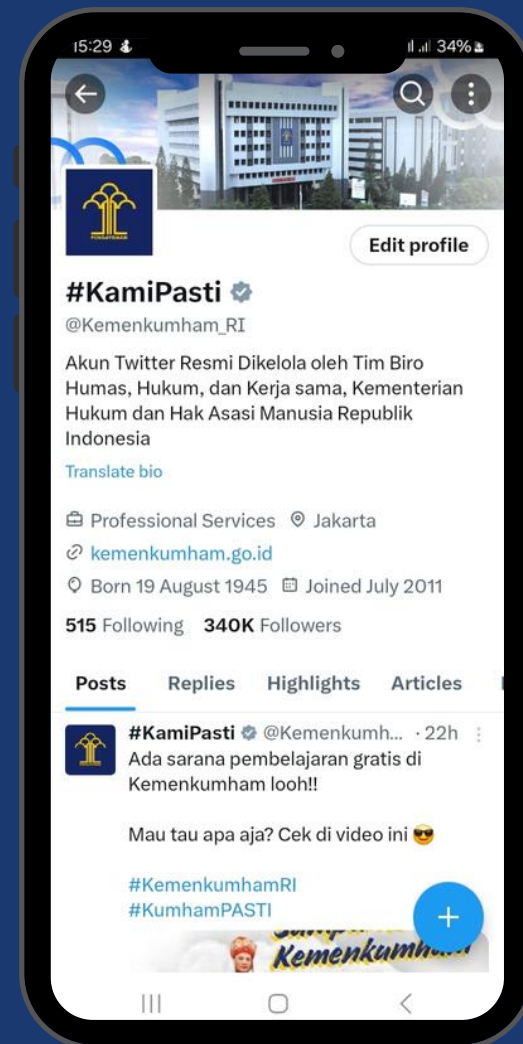 15:29
34%
Edit profile
#KamiPasti
@Kemenkumham_RI
Akun Twitter Resmi Dikelola oleh Tim Biro
Humas, Hukum, dan Kerja sama, Kementerian
Hukum dan Hak Asasi Manusia Republik
Indonesia
Translate bio
Professional Services Jakarta
kemenkumham.go.id
Born 19 August 1945 Joined July 2011
515 Following 340K Followers
Posts Replies Highlights Articles
#KamiPasti @Kemenkumh... · 22h
Ada sarana pembelajaran gratis di
Kemenkumham looh!!
Mau tau apa aja? Cek di video ini 😎
#KemenkumhamRI
#KumhamPASTI
Kemenkumham